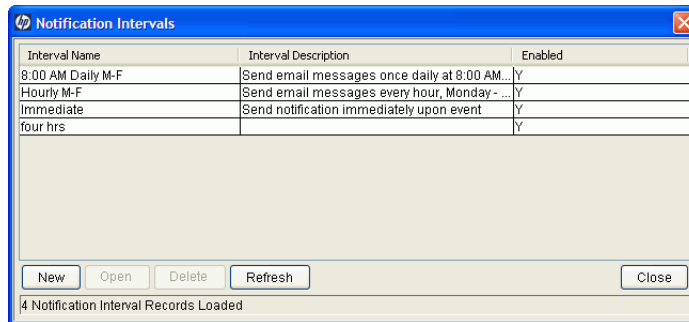 hp Notification Intervals
Interval Name Interval Description Enabled
8:00 AM Daily M-F Send email messages once daily at 8:00 AM... Y
Hourly M-F Send email messages every hour, Monday - ... Y
Immediate Send notification immediately upon event Y
four hrs Y
New Open Delete Refresh Close
4 Notification Interval Records Loaded